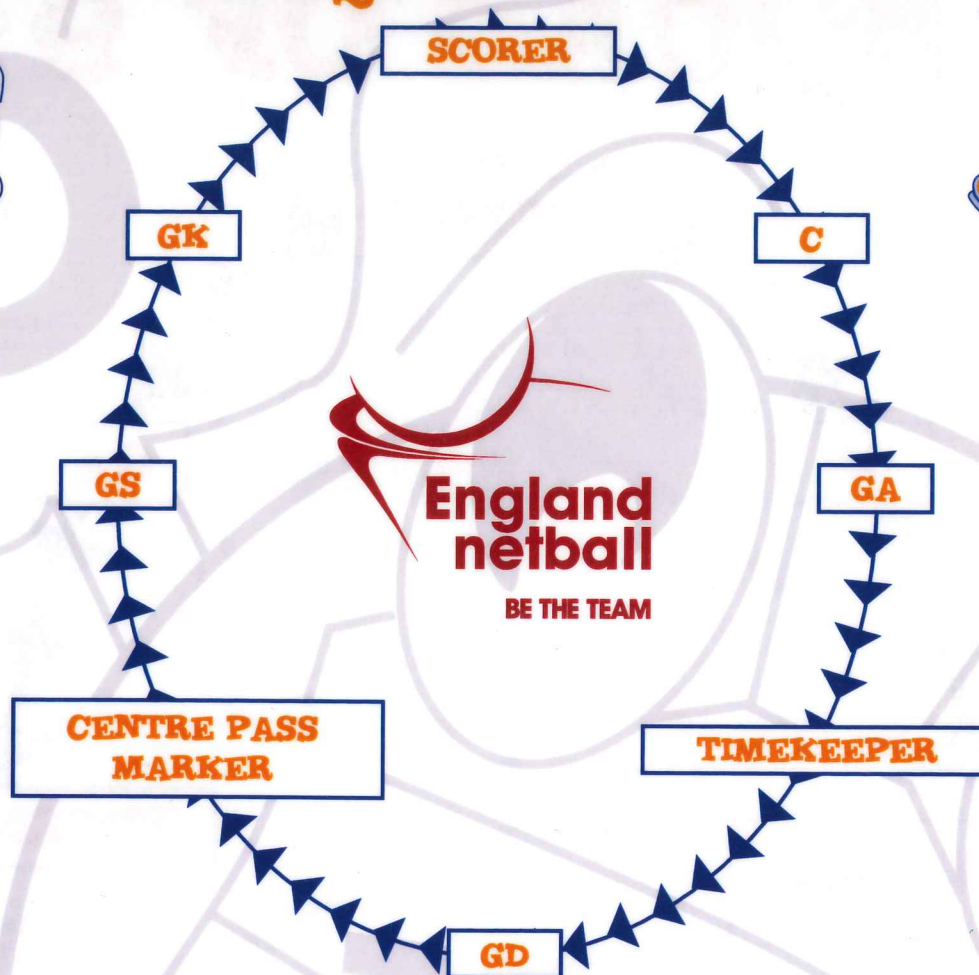 SCORER
GK
C
GS
GA
England
netball
BE THE TEAM
CENTRE PASS
MARKER
TIMEKEEPER
GD